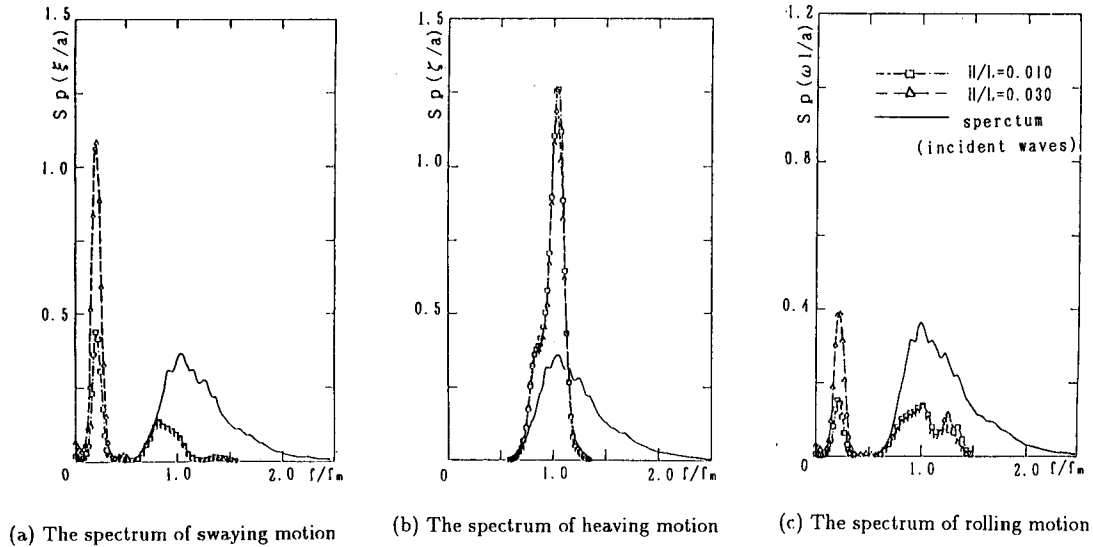 1.5
Sp(ξ/a)
1.0
0.5
0
1.0
2.0 f/fm
(a) The spectrum of swaying motion
1.5
Sp(ζ/a)
1.0
0.5
0
1.0
2.0 f/fm
(b) The spectrum of heaving motion
1.2
Sp(ωl/a)
0.8
0.4
0
1.0
2.0 f/fm
H/L=0.010
H/L=0.030
sperctum
(incident waves)
(c) The spectrum of rolling motion